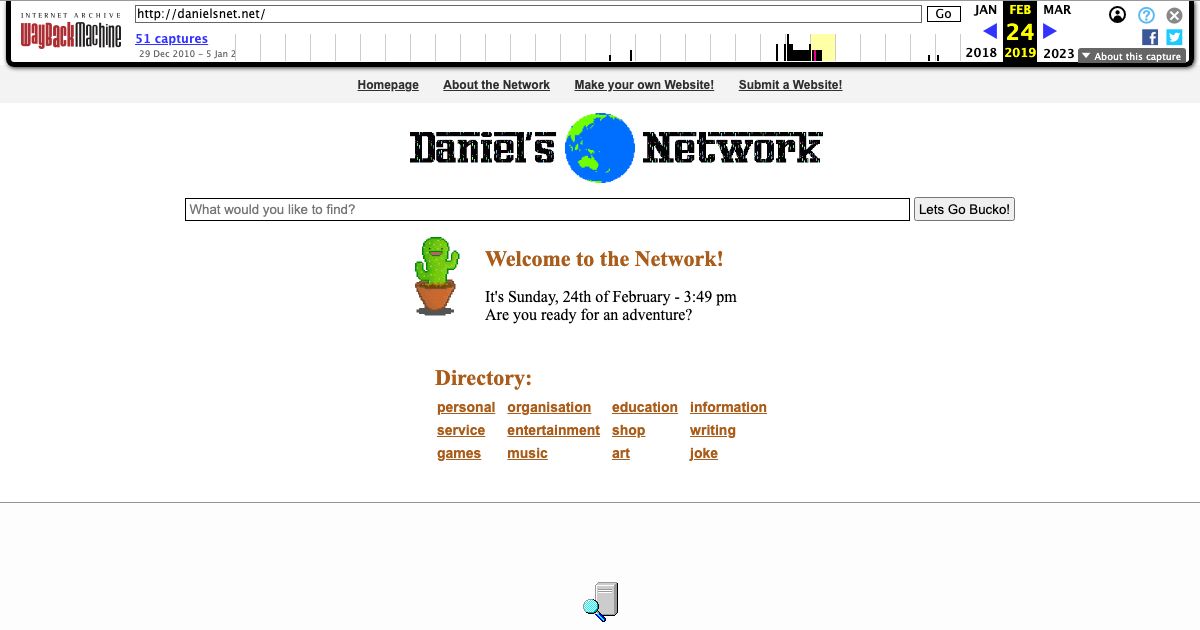 INTERNET ARCHIVE
WayBackMachine
http://danielsnet.net/
Go
51 captures
29 Dec 2010 – 5 Jan 2
JAN FEB MAR
24
2018 2019 2023
About this capture
Homepage About the Network Make your own Website! Submit a Website!
Daniel's Network
What would you like to find? Lets Go Bucko!
Welcome to the Network!
It's Sunday, 24th of February - 3:49 pm
Are you ready for an adventure?
Directory:
personal organisation education information
service entertainment shop writing
games music art joke